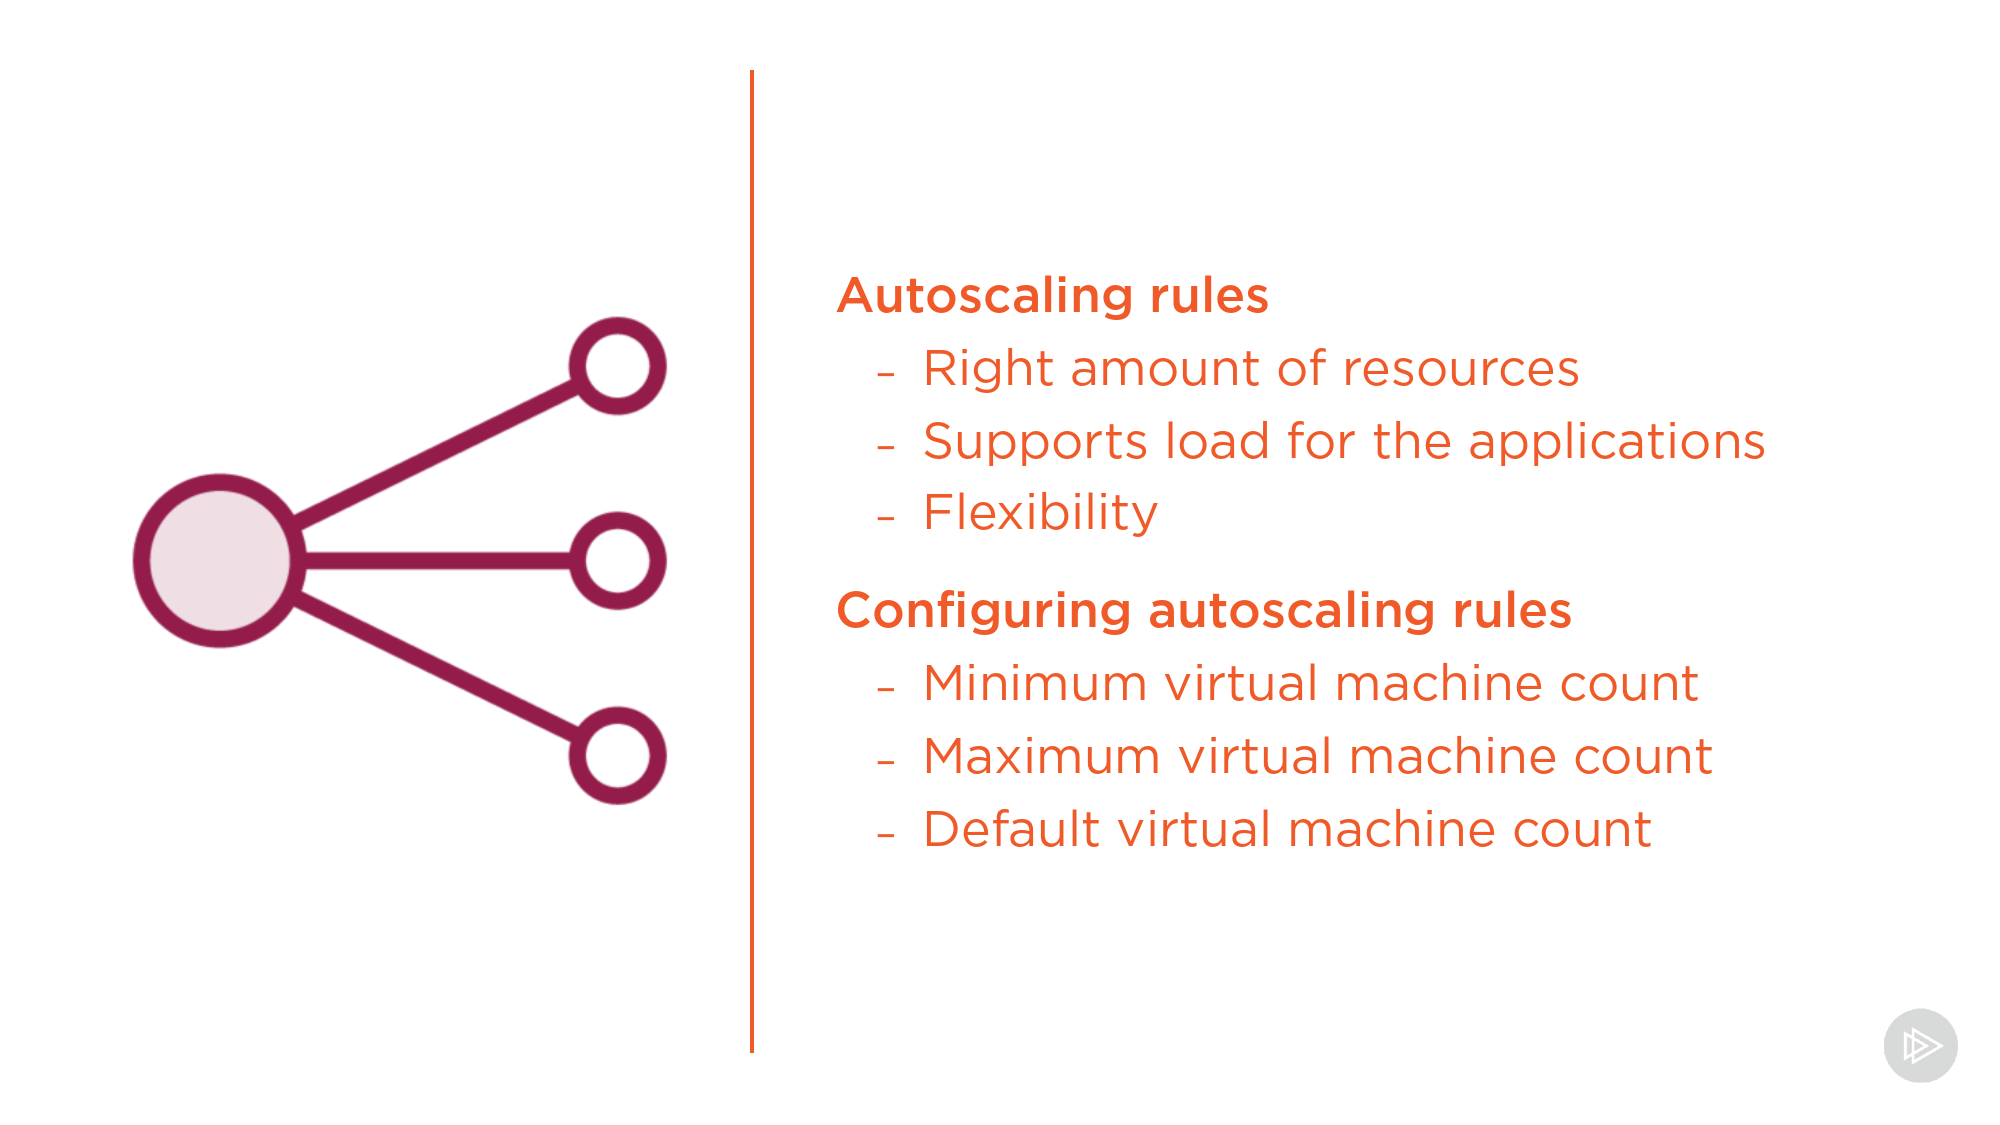 Autoscaling rules
- Right amount of resources
- Supports load for the applications
- Flexibility
Configuring autoscaling rules
- Minimum virtual machine count
- Maximum virtual machine count
- Default virtual machine count